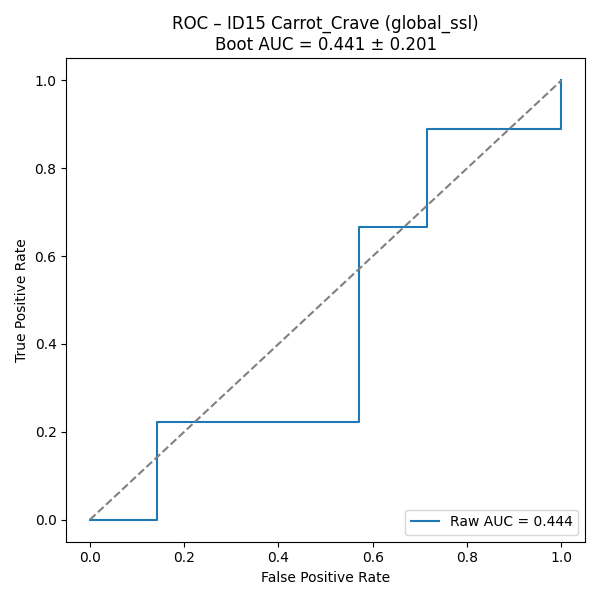 ROC – ID15 Carrot_Crave (global_ssl)
Boot AUC = 0.441 ± 0.201
1.0
0.8
0.6
0.4
0.2
0.0
True Positive Rate
Raw AUC = 0.444
0.0 0.2 0.4 0.6 0.8 1.0
False Positive Rate